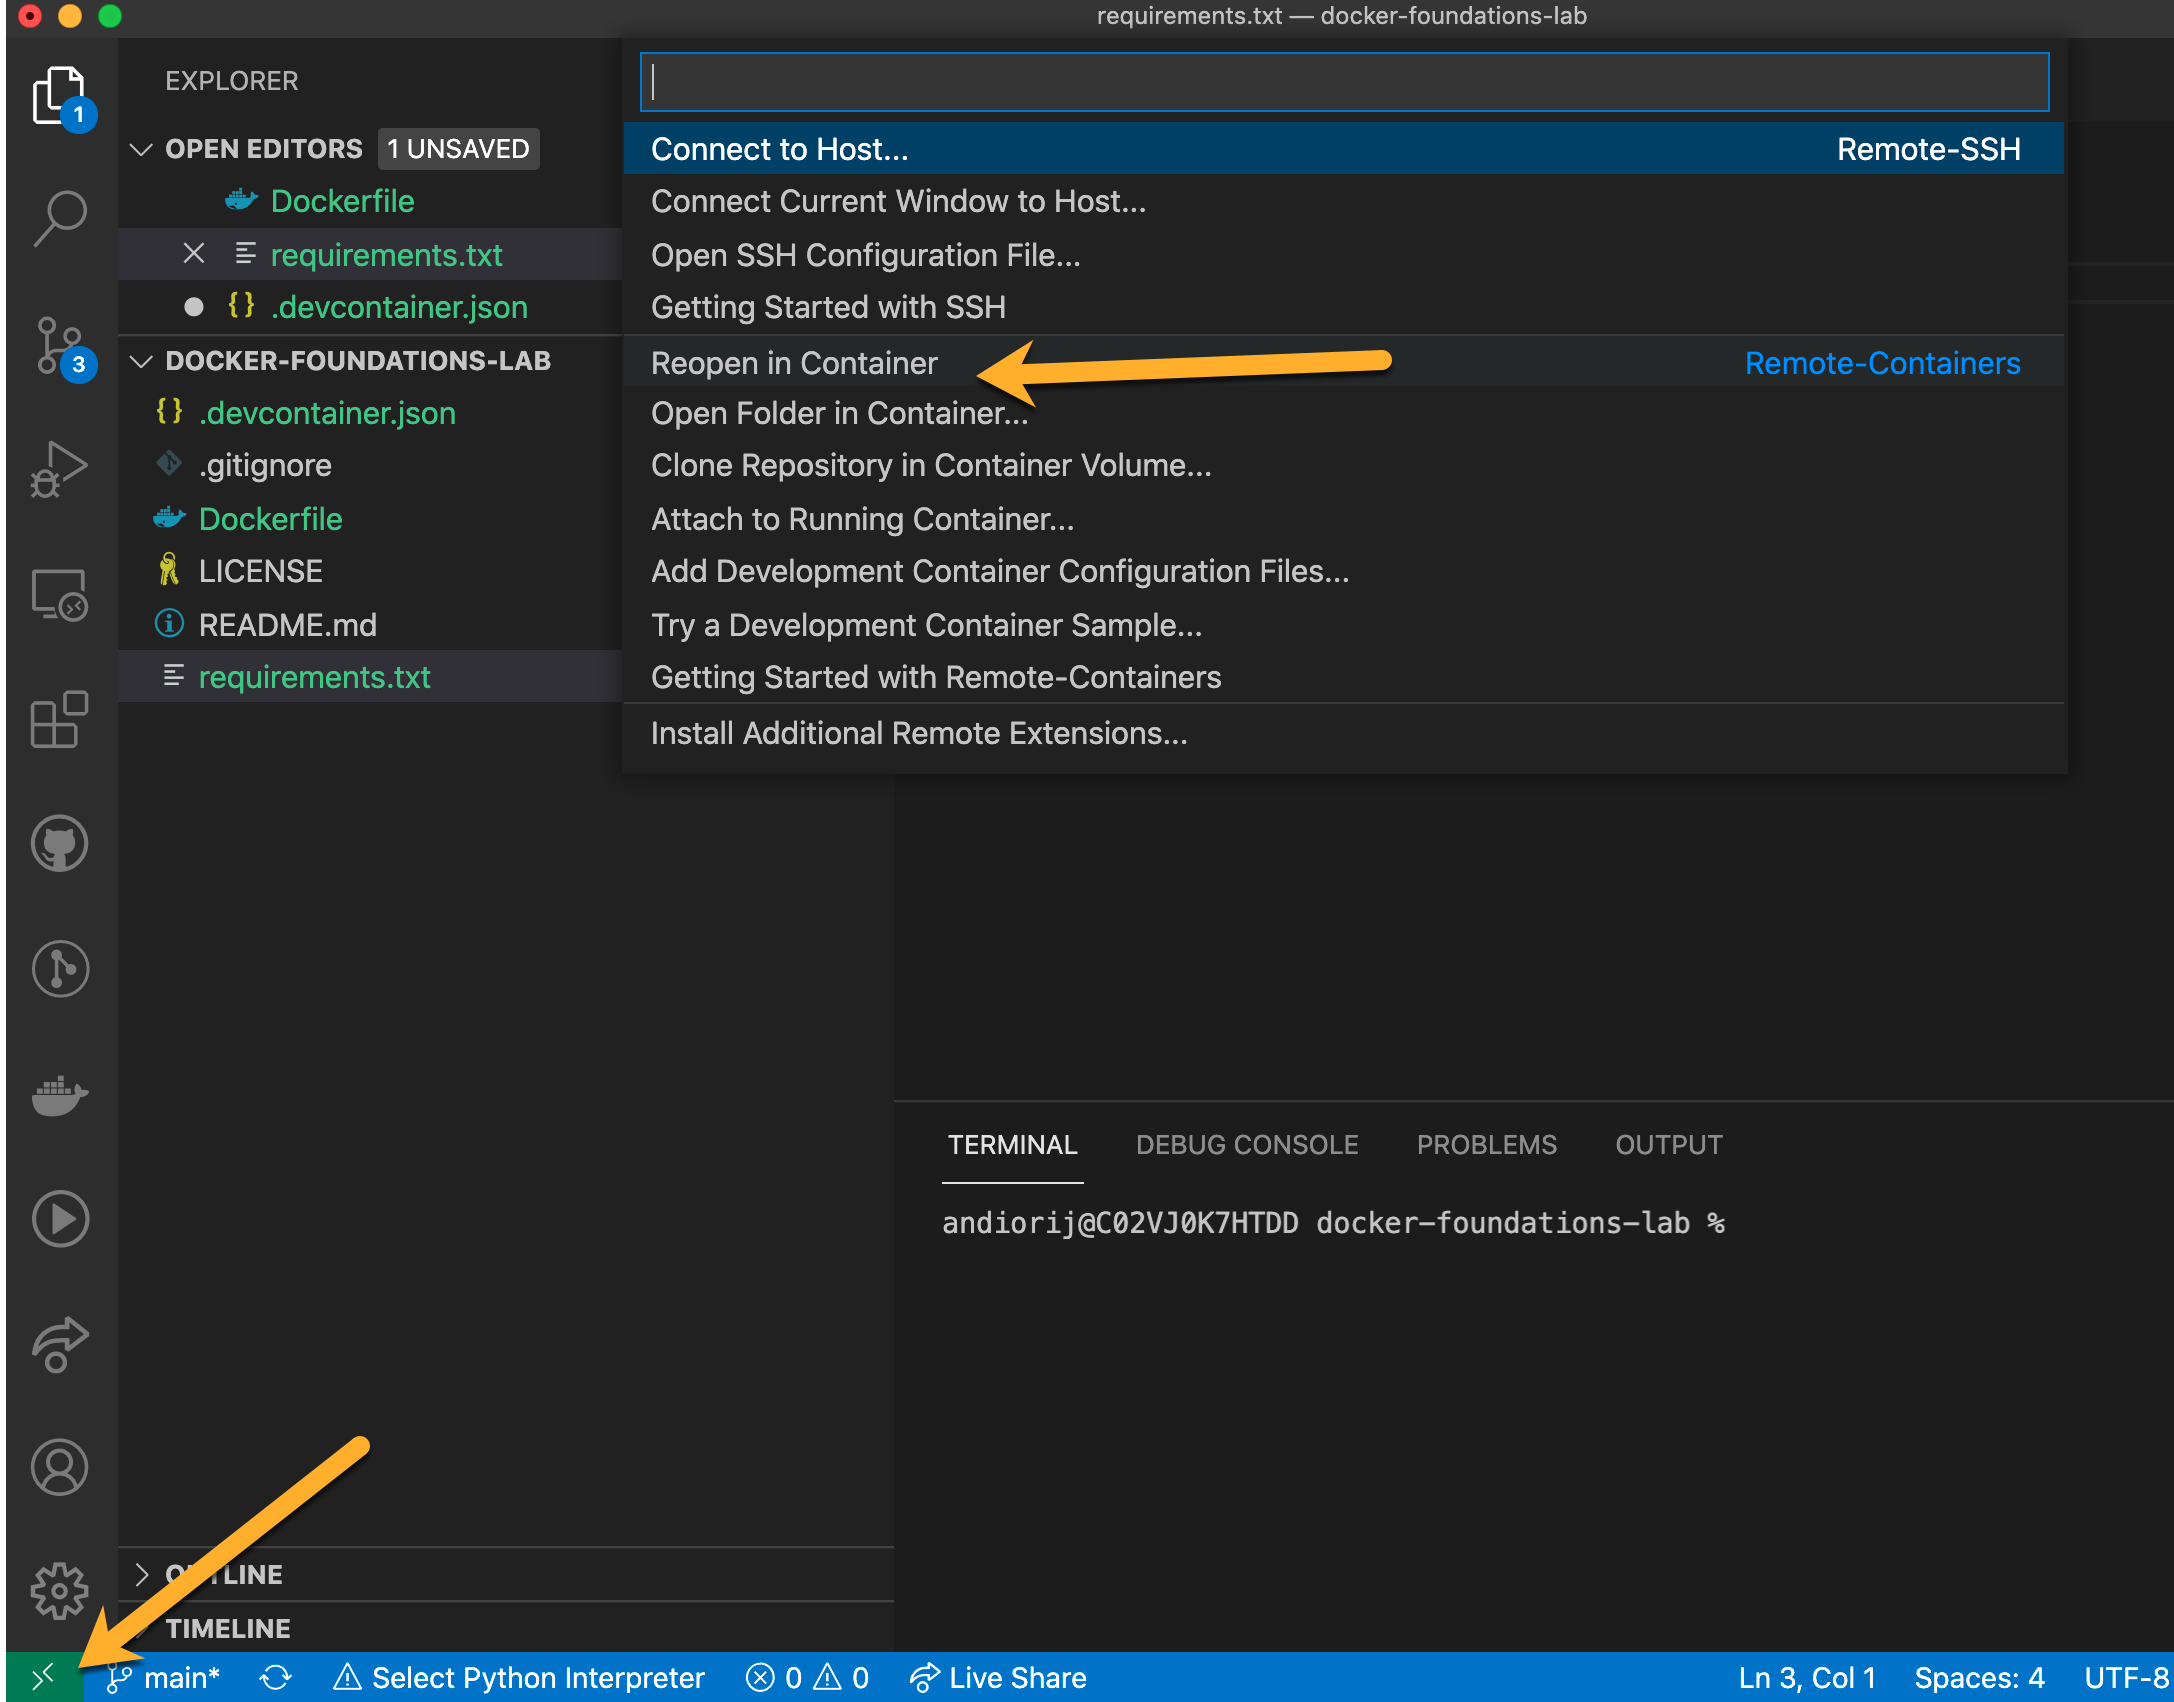 requirements.txt — docker-foundations-lab
EXPLORER
1
OPEN EDITORS 1 UNSAVED
Dockerfile
requirements.txt
.devcontainer.json
3
DOCKER-FOUNDATIONS-LAB
.devcontainer.json
.gitignore
Dockerfile
LICENSE
README.md
requirements.txt
Connect to Host... Remote-SSH
Connect Current Window to Host...
Open SSH Configuration File...
Getting Started with SSH
Reopen in Container Remote-Containers
Open Folder in Container...
Clone Repository in Container Volume...
Attach to Running Container...
Add Development Container Configuration Files...
Try a Development Container Sample...
Getting Started with Remote-Containers
Install Additional Remote Extensions...
TERMINAL DEBUG CONSOLE PROBLEMS OUTPUT
andiorij@C02VJ0K7HTDD docker-foundations-lab %
OUTLINE
TIMELINE
main* Select Python Interpreter 0 0 Live Share Ln 3, Col 1 Spaces: 4 UTF-8